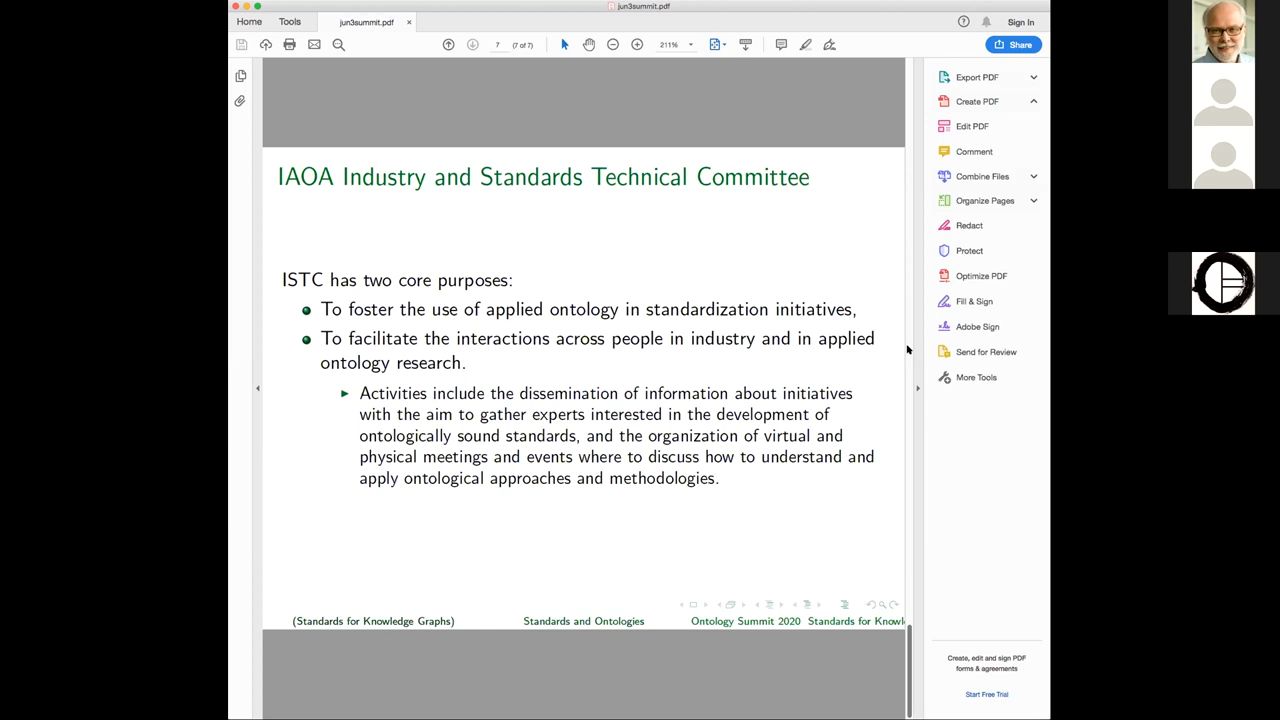 jun3summit.pdf
Home
Tools
jun3summit.pdf
×
Sign In
7
(7 of 7)
211%
Share
IAOA Industry and Standards Technical Committee
ISTC has two core purposes:
To foster the use of applied ontology in standardization initiatives,
To facilitate the interactions across people in industry and in applied
ontology research.
Activities include the dissemination of information about initiatives
with the aim to gather experts interested in the development of
ontologically sound standards, and the organization of virtual and
physical meetings and events where to discuss how to understand and
apply ontological approaches and methodologies.
(Standards for Knowledge Graphs)
Standards and Ontologies
Ontology Summit 2020 Standards for Knowl
Export PDF
Create PDF
Edit PDF
Comment
Combine Files
Organize Pages
Redact
Protect
Optimize PDF
Fill & Sign
Adobe Sign
Send for Review
More Tools
Create, edit and sign PDF
forms & agreements
Start Free Trial